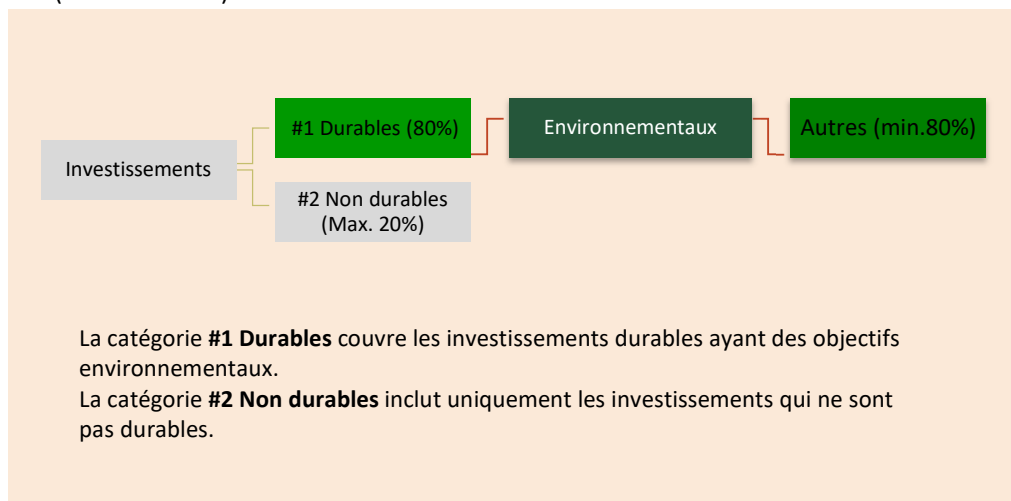 #1 Durables (80%)
Environnementaux
Autres (min.80%)
Investissements
#2 Non durables
(Max. 20%)
La catégorie #1 Durables couvre les investissements durables ayant des objectifs
environnementaux.
La catégorie #2 Non durables inclut uniquement les investissements qui ne sont
pas durables.